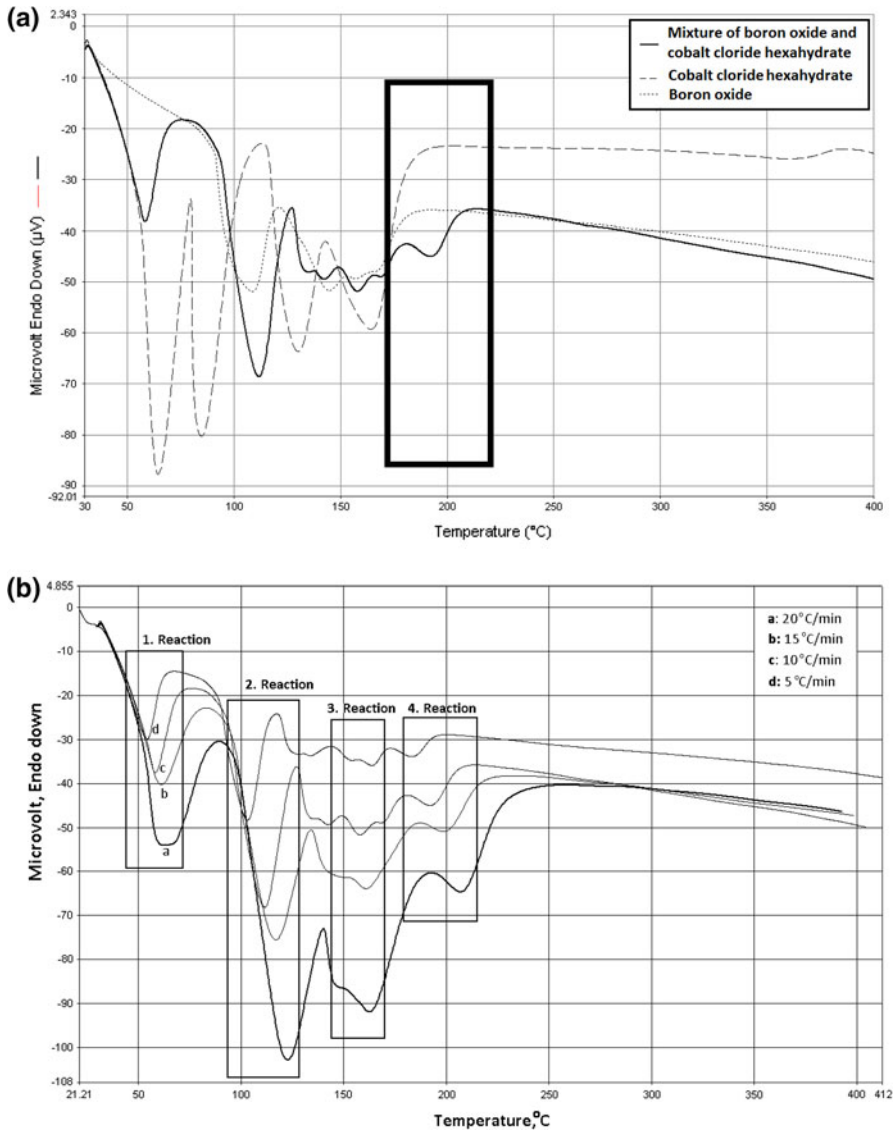 (a)
2.343
0
-10
-20
-30
-40
-50
-60
-70
-80
-90
-92.01
Microvolt Endo Down (µV)
Mixture of boron oxide and
cobalt cloride hexahydrate
Cobalt cloride hexahydrate
Boron oxide
30 50 100 150 200 250 300 350 400
Temperature (°C)
(b)
4.855
0
-10
-20
-30
-40
-50
-60
-70
-80
-90
-100
-108
Microvolt, Endo down
1. Reaction
2. Reaction
3. Reaction
4. Reaction
a: 20°C/min
b: 15°C/min
c: 10°C/min
d: 5°C/min
d
c
b
a
21.21 50 100 150 200 250 300 350 412
Temperature,°C